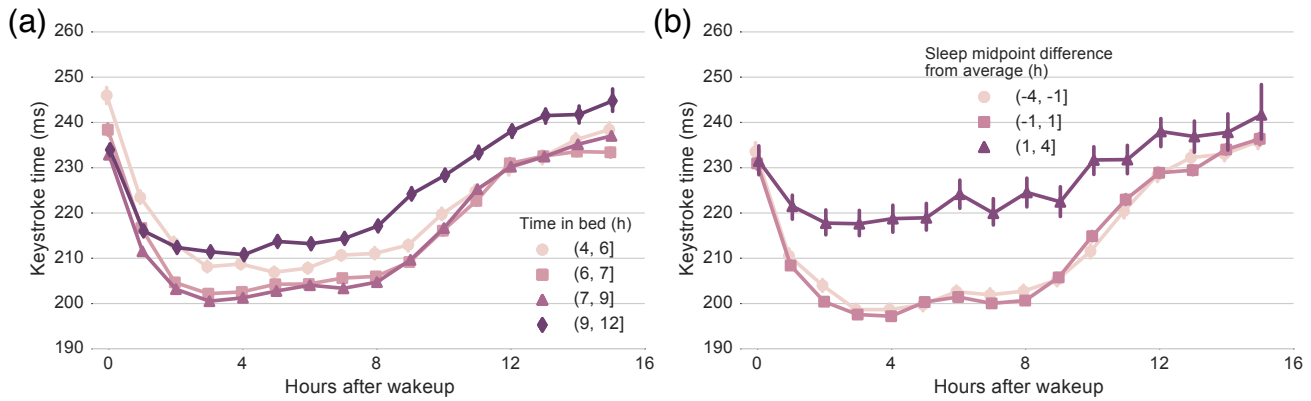 (a)
260
250
240
230
220
210
200
190
Keystroke time (ms)
0 4 8 12 16
Hours after wakeup
Time in bed (h)
(4, 6]
(6, 7]
(7, 9]
(9, 12]
(b)
260
250
240
230
220
210
200
190
Keystroke time (ms)
0 4 8 12 16
Hours after wakeup
Sleep midpoint difference
from average (h)
(-4, -1]
(-1, 1]
(1, 4]